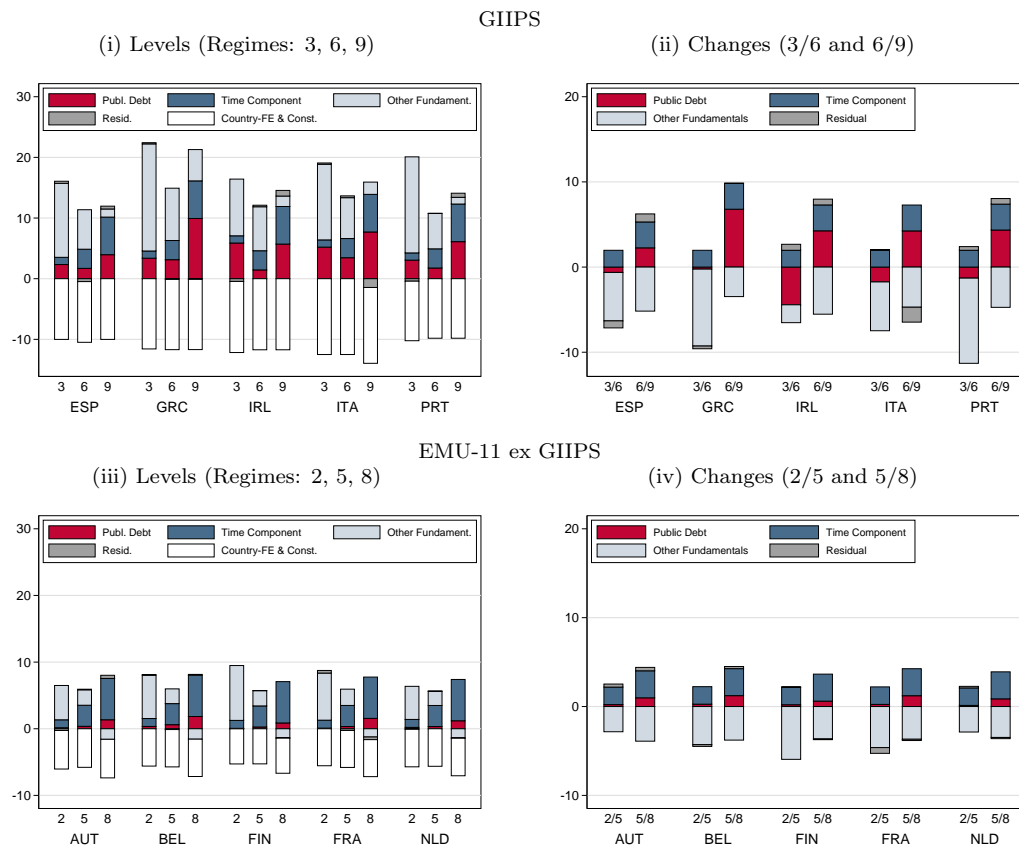 GIIPS
(i) Levels (Regimes: 3, 6, 9)
Publ. Debt Time Component Other Fundament.
Resid. Country-FE & Const.
30
20
10
0
-10
3 6 9 3 6 9 3 6 9 3 6 9 3 6 9
ESP GRC IRL ITA PRT
(ii) Changes (3/6 and 6/9)
Public Debt Time Component
Other Fundamentals Residual
20
10
0
-10
3/6 6/9 3/6 6/9 3/6 6/9 3/6 6/9 3/6 6/9
ESP GRC IRL ITA PRT
EMU-11 ex GIIPS
(iii) Levels (Regimes: 2, 5, 8)
Publ. Debt Time Component Other Fundament.
Resid. Country-FE & Const.
30
20
10
0
-10
2 5 8 2 5 8 2 5 8 2 5 8 2 5 8
AUT BEL FIN FRA NLD
(iv) Changes (2/5 and 5/8)
Public Debt Time Component
Other Fundamentals Residual
20
10
0
-10
2/5 5/8 2/5 5/8 2/5 5/8 2/5 5/8 2/5 5/8
AUT BEL FIN FRA NLD